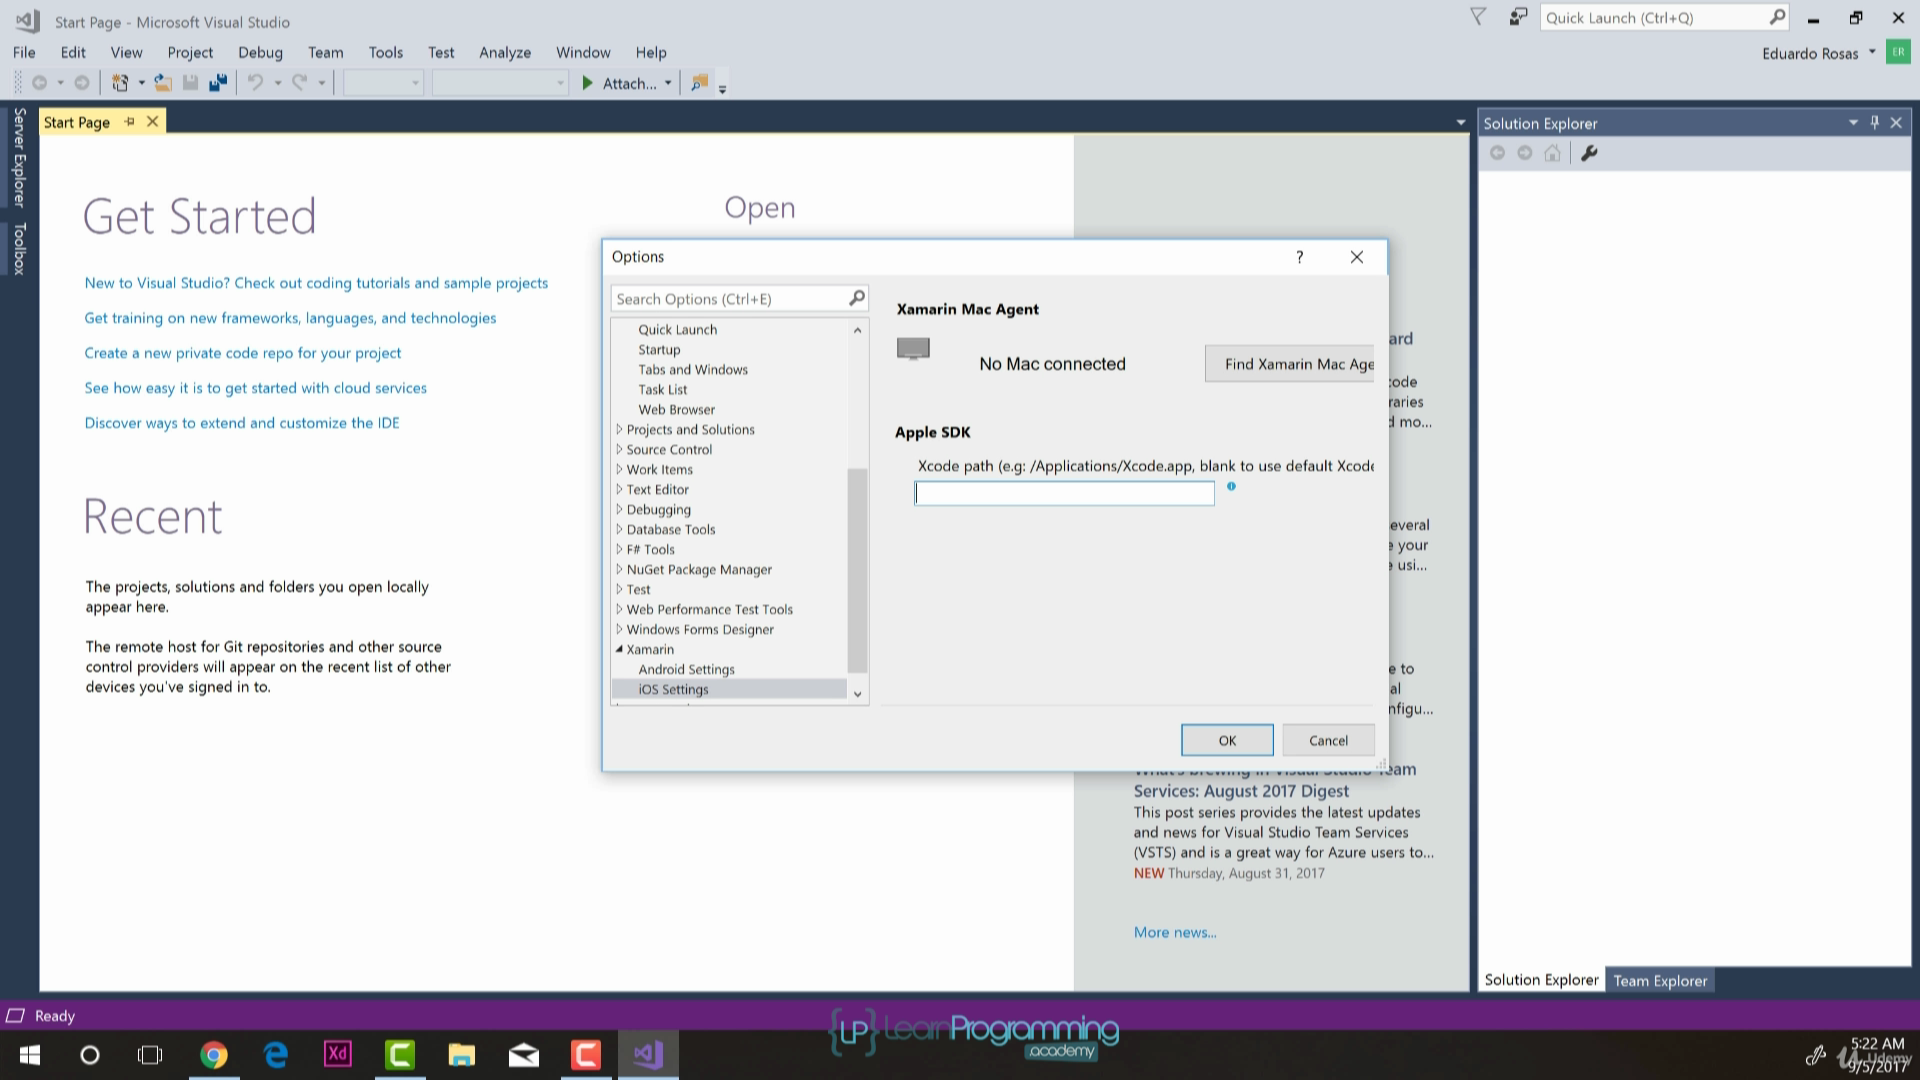 Start Page - Microsoft Visual Studio
Quick Launch (Ctrl+Q)
File Edit View Project Debug Team Tools Test Analyze Window Help
Eduardo Rosas ER
Attach...
Server Explorer
Toolbox
Start Page
Solution Explorer
Get Started
Open
New to Visual Studio? Check out coding tutorials and sample projects
Get training on new frameworks, languages, and technologies
Create a new private code repo for your project
See how easy it is to get started with cloud services
Discover ways to extend and customize the IDE
Recent
The projects, solutions and folders you open locally
appear here.
The remote host for Git repositories and other source
control providers will appear on the recent list of other
devices you've signed in to.
Options
?
Search Options (Ctrl+E)
Quick Launch
Startup
Tabs and Windows
Task List
Web Browser
Projects and Solutions
Source Control
Work Items
Text Editor
Debugging
Database Tools
F# Tools
NuGet Package Manager
Test
Web Performance Test Tools
Windows Forms Designer
Xamarin
Android Settings
iOS Settings
Xamarin Mac Agent
No Mac connected
Find Xamarin Mac Age
Apple SDK
Xcode path (e.g: /Applications/Xcode.app, blank to use default Xcode
OK
Cancel
ard
code
raries
d mo...
everal
e your
e usi...
e to
al
nfigu...
What's brewing in Visual Studio Team
Services: August 2017 Digest
This post series provides the latest updates
and news for Visual Studio Team Services
(VSTS) and is a great way for Azure users to...
NEW Thursday, August 31, 2017
More news...
Solution Explorer
Team Explorer
Ready
{LP} LearnProgramming
.academy
Xd
5:22 AM
9/5/2017
Udemy